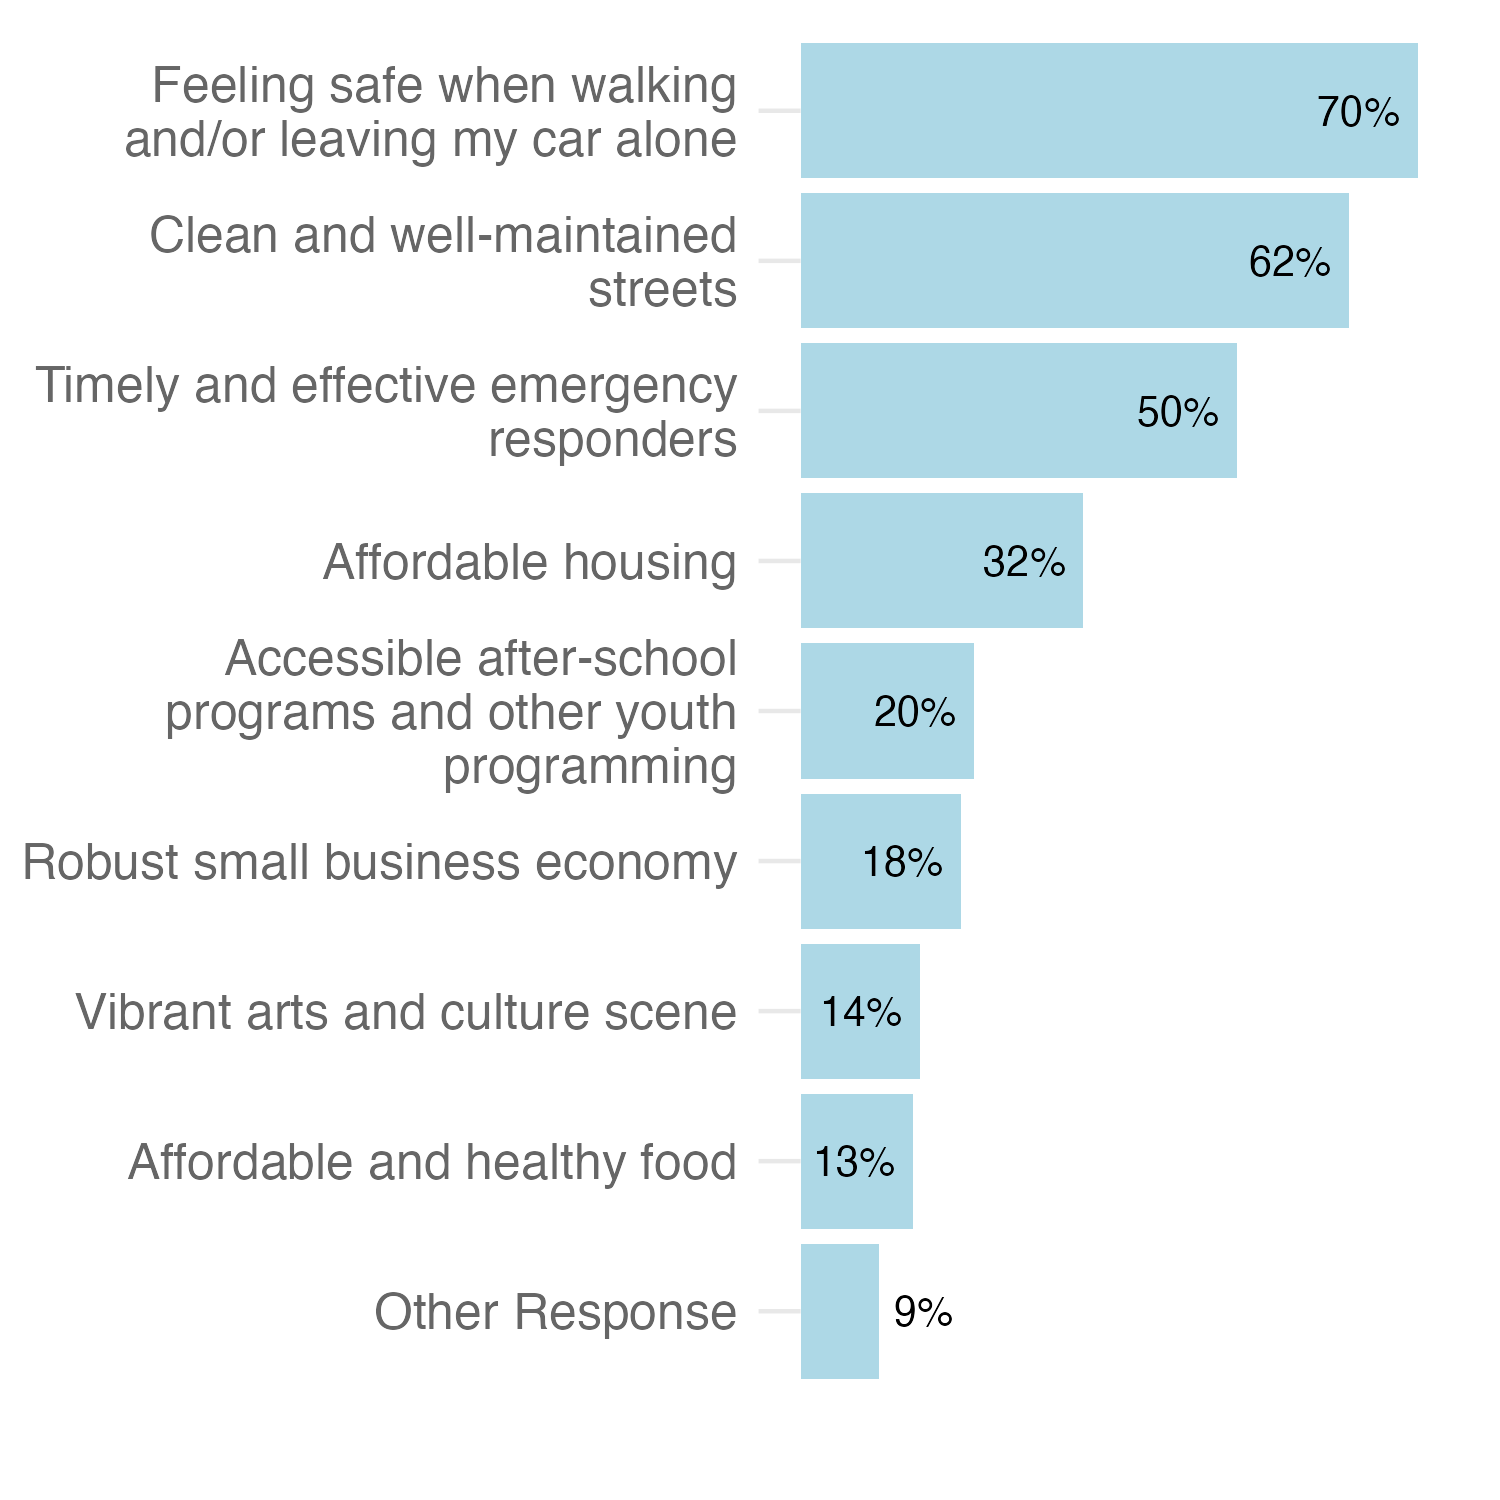 Feeling safe when walking
and/or leaving my car alone
70%
Clean and well-maintained
streets
62%
Timely and effective emergency
responders
50%
Affordable housing
32%
Accessible after-school
programs and other youth
programming
20%
Robust small business economy
18%
Vibrant arts and culture scene
14%
Affordable and healthy food
13%
Other Response
9%